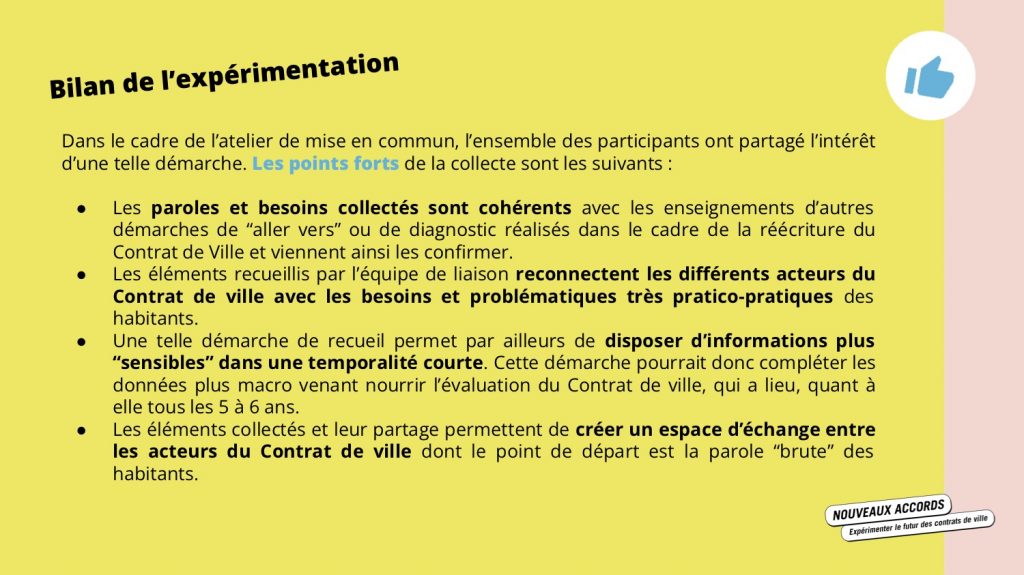 Bilan de l’expérimentation
Dans le cadre de l’atelier de mise en commun, l’ensemble des participants ont partagé l’intérêt
d’une telle démarche. Les points forts de la collecte sont les suivants :
● Les paroles et besoins collectés sont cohérents avec les enseignements d’autres
démarches de “aller vers” ou de diagnostic réalisés dans le cadre de la réécriture du
Contrat de Ville et viennent ainsi les confirmer.
● Les éléments recueillis par l’équipe de liaison reconnectent les différents acteurs du
Contrat de ville avec les besoins et problématiques très pratico-pratiques des
habitants.
● Une telle démarche de recueil permet par ailleurs de disposer d’informations plus
“sensibles” dans une temporalité courte. Cette démarche pourrait donc compléter les
données plus macro venant nourrir l’évaluation du Contrat de ville, qui a lieu, quant à
elle tous les 5 à 6 ans.
● Les éléments collectés et leur partage permettent de créer un espace d’échange entre
les acteurs du Contrat de ville dont le point de départ est la parole “brute” des
habitants.
NOUVEAUX ACCORDS
Expérimenter le futur des contrats de ville